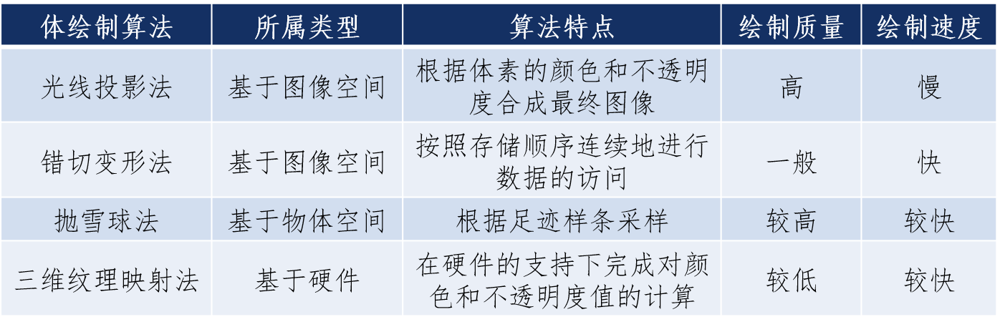 体绘制算法 所属类型 算法特点 绘制质量 绘制速度
光线投影法 基于图像空间 根据体素的颜色和不透明
度合成最终图像 高 慢
错切变形法 基于图像空间 按照存储顺序连续地进行
数据的访问 一般 快
抛雪球法 基于物体空间 根据足迹样条采样 较高 较快
三维纹理映射法 基于硬件 在硬件的支持下完成对颜
色和不透明度值的计算 较低 较快